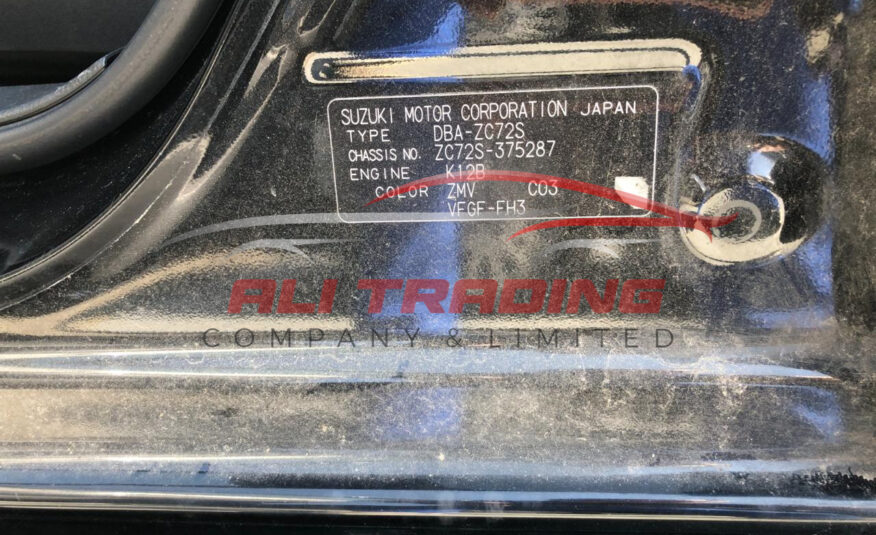 SUZUKI MOTOR CORPORATION JAPAN
TYPE DBA-ZC72S
CHASSIS NO. ZC72S-375287
ENGINE K12B
COLOR ZMV C03
VFGF-FH3
ALI TRADING
COMPANY & LIMITED